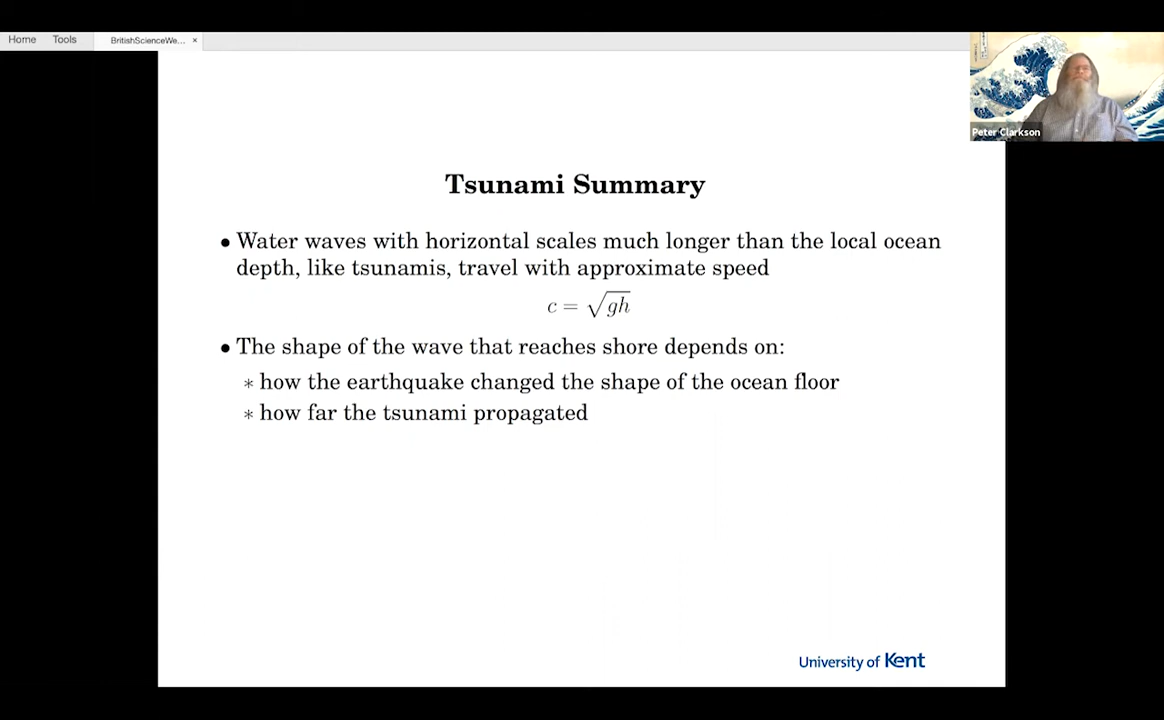 Home Tools BritishScienceWe... ×
Peter Clarkson
Tsunami Summary
• Water waves with horizontal scales much longer than the local ocean
depth, like tsunamis, travel with approximate speed
c = √gh
• The shape of the wave that reaches shore depends on:
∗ how the earthquake changed the shape of the ocean floor
∗ how far the tsunami propagated
University of Kent